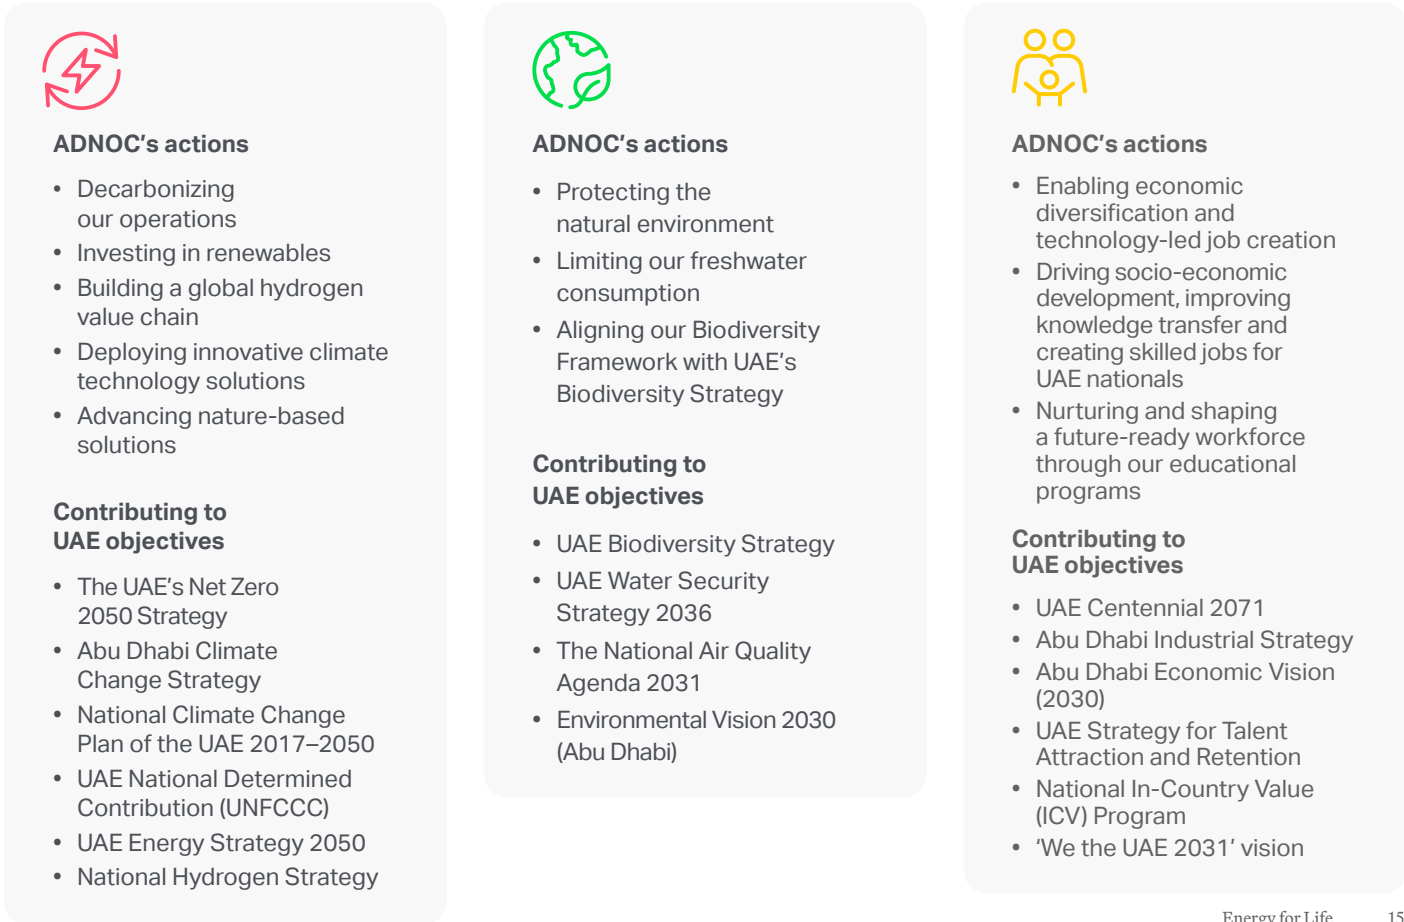 ADNOC's actions
• Decarbonizing
our operations
• Investing in renewables
• Building a global hydrogen
value chain
• Deploying innovative climate
technology solutions
• Advancing nature-based
solutions
Contributing to
UAE objectives
• The UAE's Net Zero
2050 Strategy
• Abu Dhabi Climate
Change Strategy
• National Climate Change
Plan of the UAE 2017–2050
• UAE National Determined
Contribution (UNFCCC)
• UAE Energy Strategy 2050
• National Hydrogen Strategy
ADNOC's actions
• Protecting the
natural environment
• Limiting our freshwater
consumption
• Aligning our Biodiversity
Framework with UAE's
Biodiversity Strategy
Contributing to
UAE objectives
• UAE Biodiversity Strategy
• UAE Water Security
Strategy 2036
• The National Air Quality
Agenda 2031
• Environmental Vision 2030
(Abu Dhabi)
ADNOC's actions
• Enabling economic
diversification and
technology-led job creation
• Driving socio-economic
development, improving
knowledge transfer and
creating skilled jobs for
UAE nationals
• Nurturing and shaping
a future-ready workforce
through our educational
programs
Contributing to
UAE objectives
• UAE Centennial 2071
• Abu Dhabi Industrial Strategy
• Abu Dhabi Economic Vision
(2030)
• UAE Strategy for Talent
Attraction and Retention
• National In-Country Value
(ICV) Program
• 'We the UAE 2031' vision
Energy for Life 15